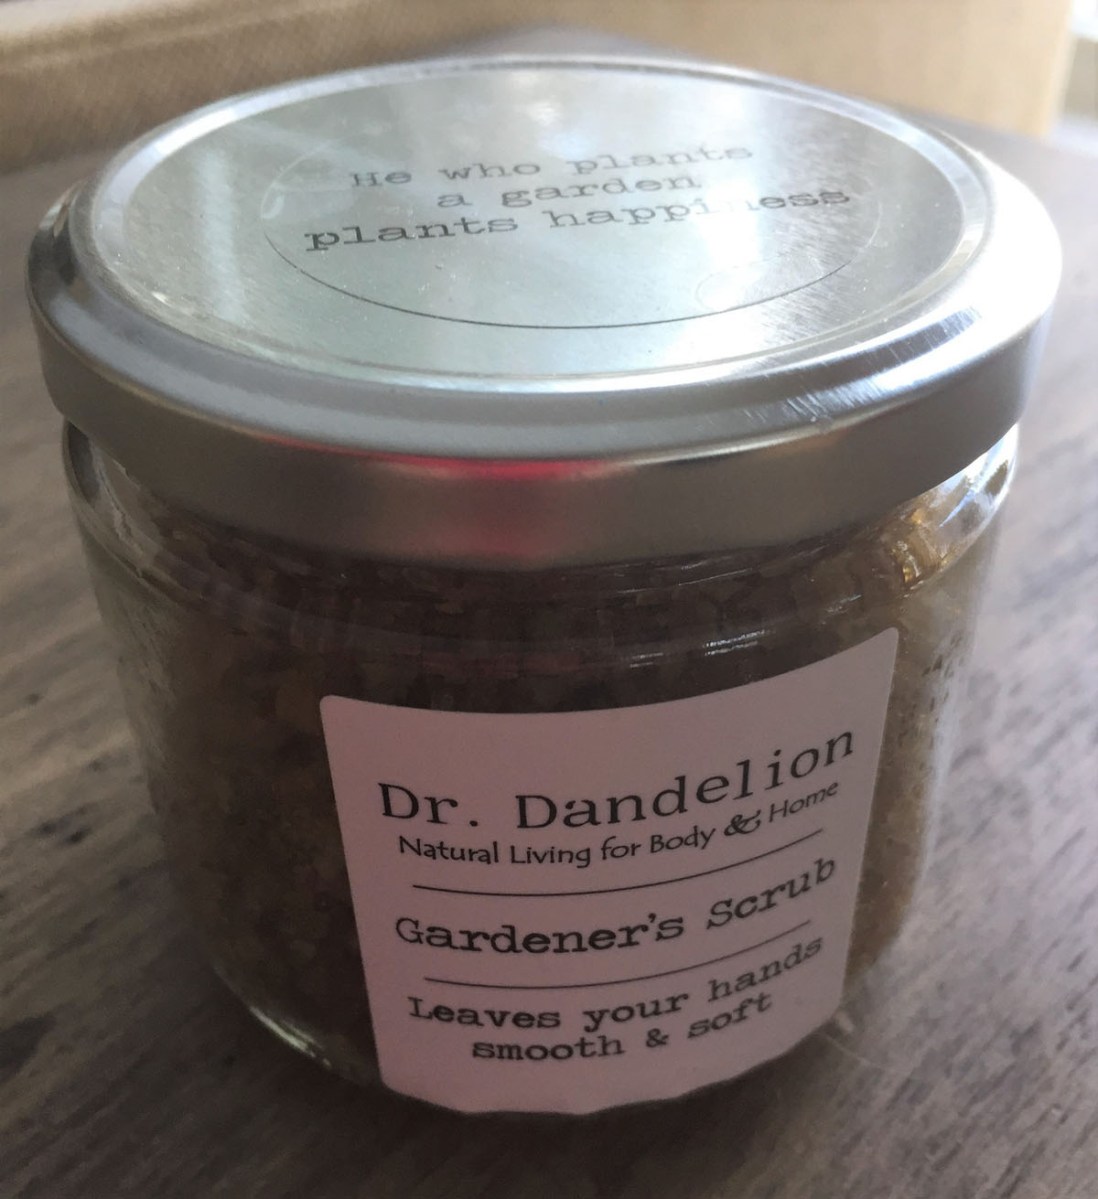 He who plants
a garden
plants happiness
Dr. Dandelion
Natural Living for Body & Home
Gardener's Scrub
Leaves your hands
smooth & soft